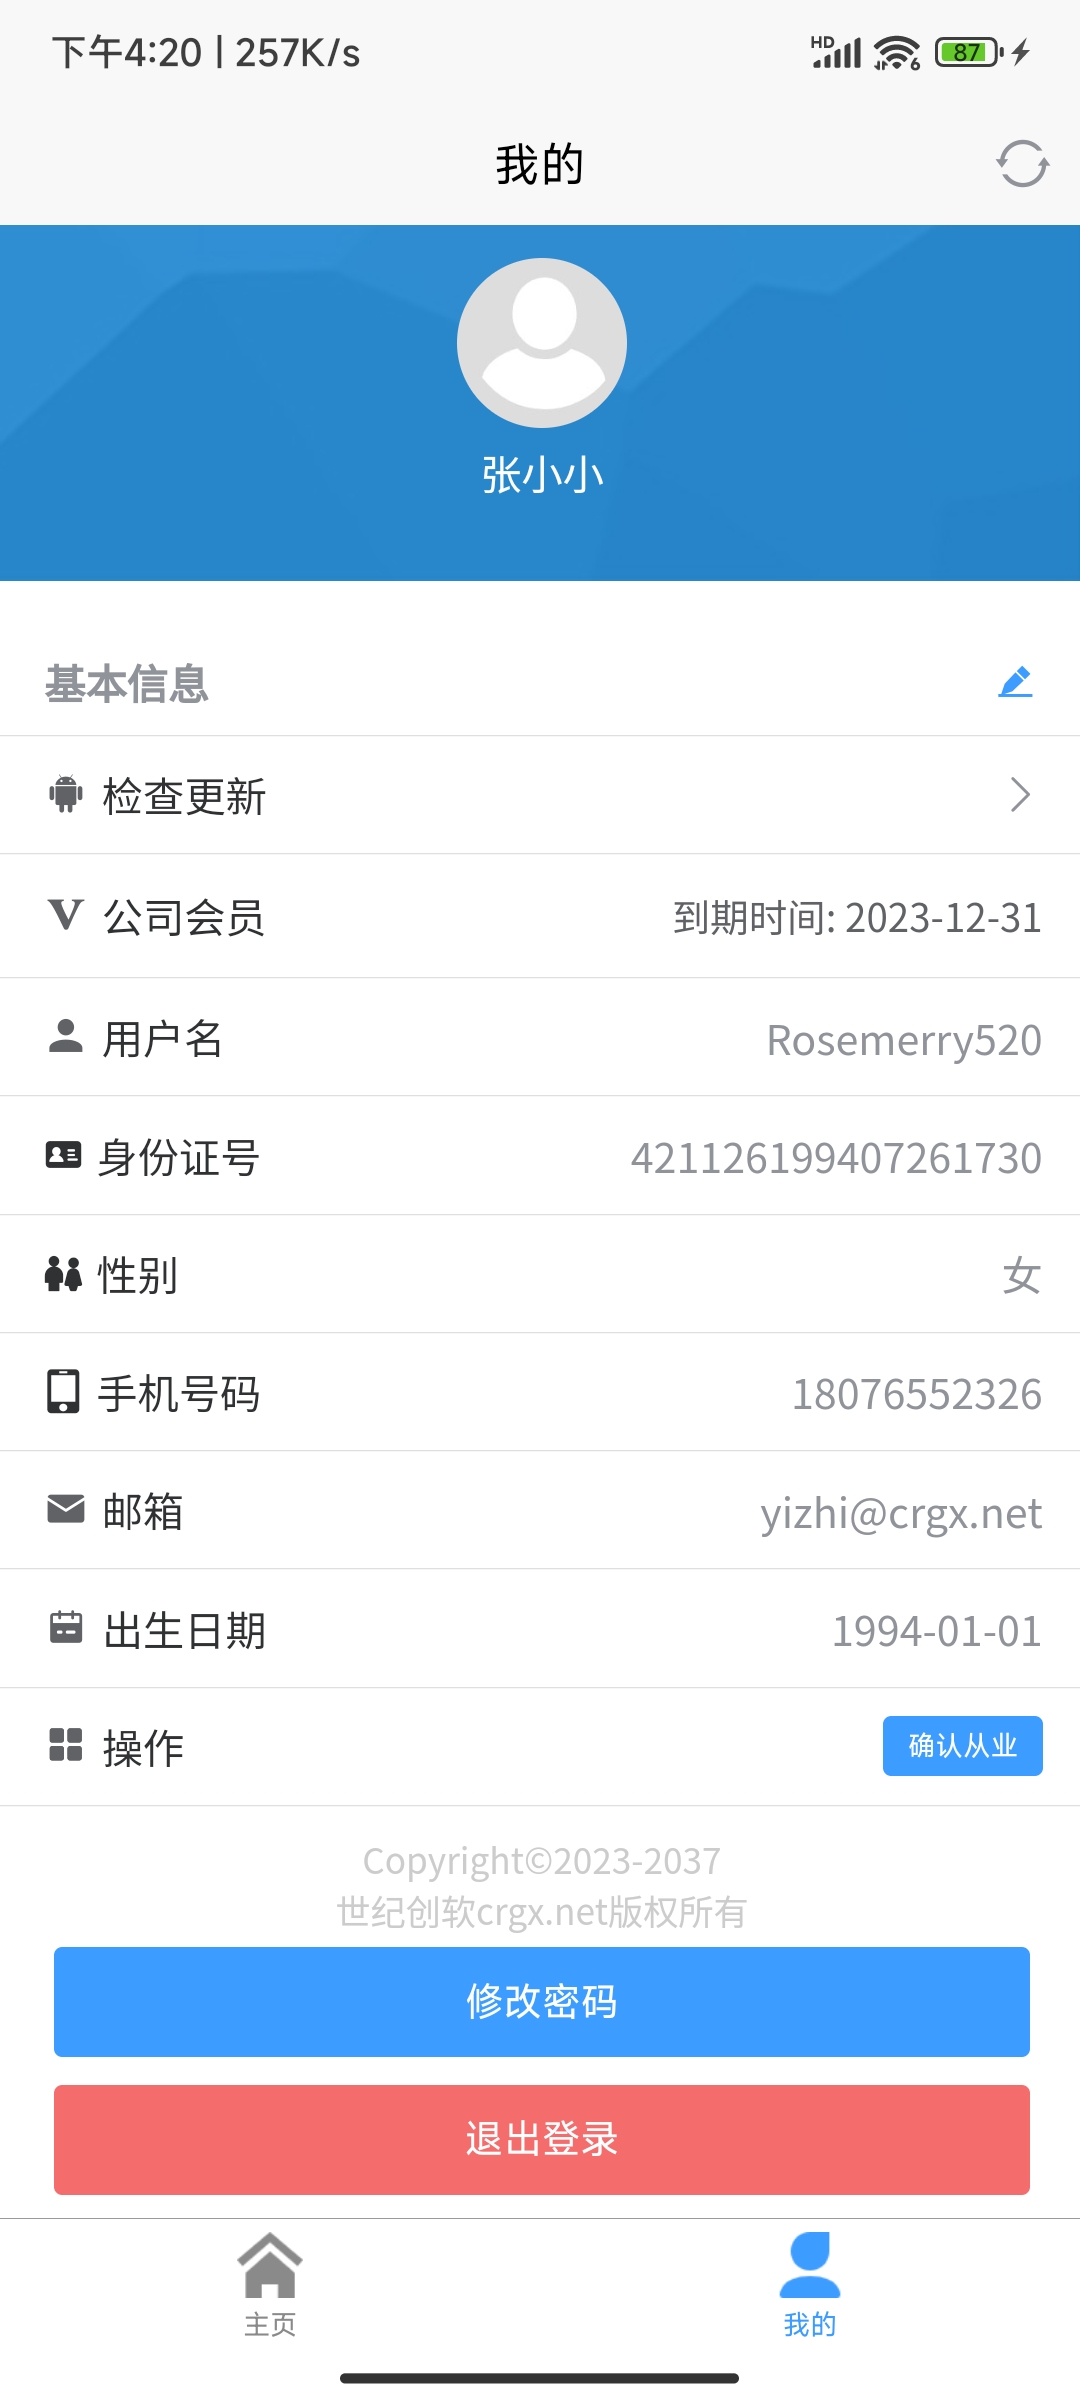 下午4:20 | 257K/s
HD
6
87
我的
张小小
基本信息
检查更新
公司会员
到期时间: 2023-12-31
用户名
Rosemerry520
身份证号
421126199407261730
性别
女
手机号码
18076552326
邮箱
yizhi@crgx.net
出生日期
1994-01-01
操作
确认从业
Copyright©2023-2037
世纪创软crgx.net版权所有
修改密码
退出登录
主页
我的